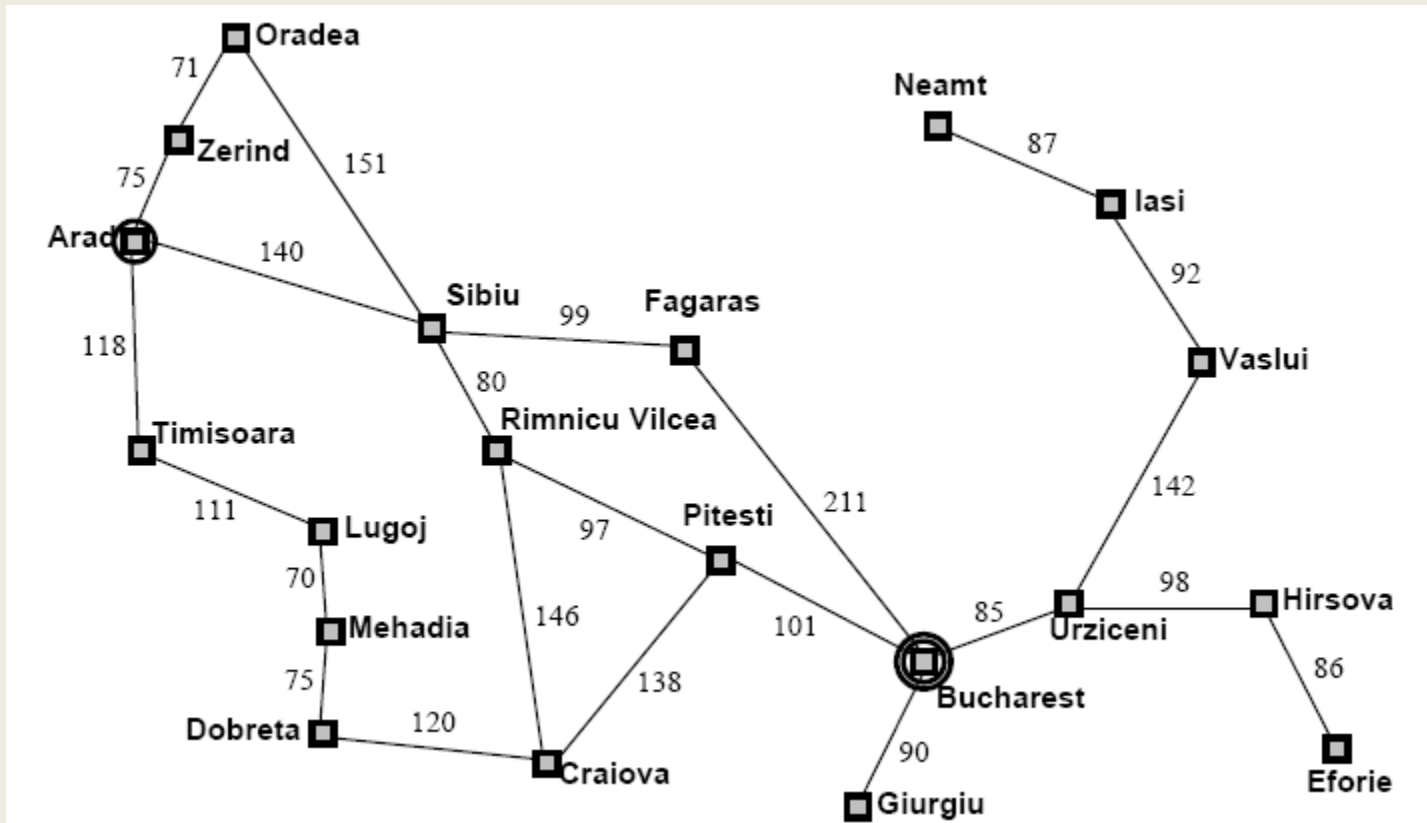 Oradea
71
Neamt
87
Zerind
151
75
Iasi
Arad
140
92
Sibiu
Fagaras
99
118
Vaslui
80
Rimnicu Vilcea
Timisoara
142
211
111
Pitesti
Lugoj
97
70
98
Hirsova
85
146
101
Mehadia
Urziceni
86
75
138
Bucharest
Dobreta
120
90
Craiova
Eforie
Giurgiu